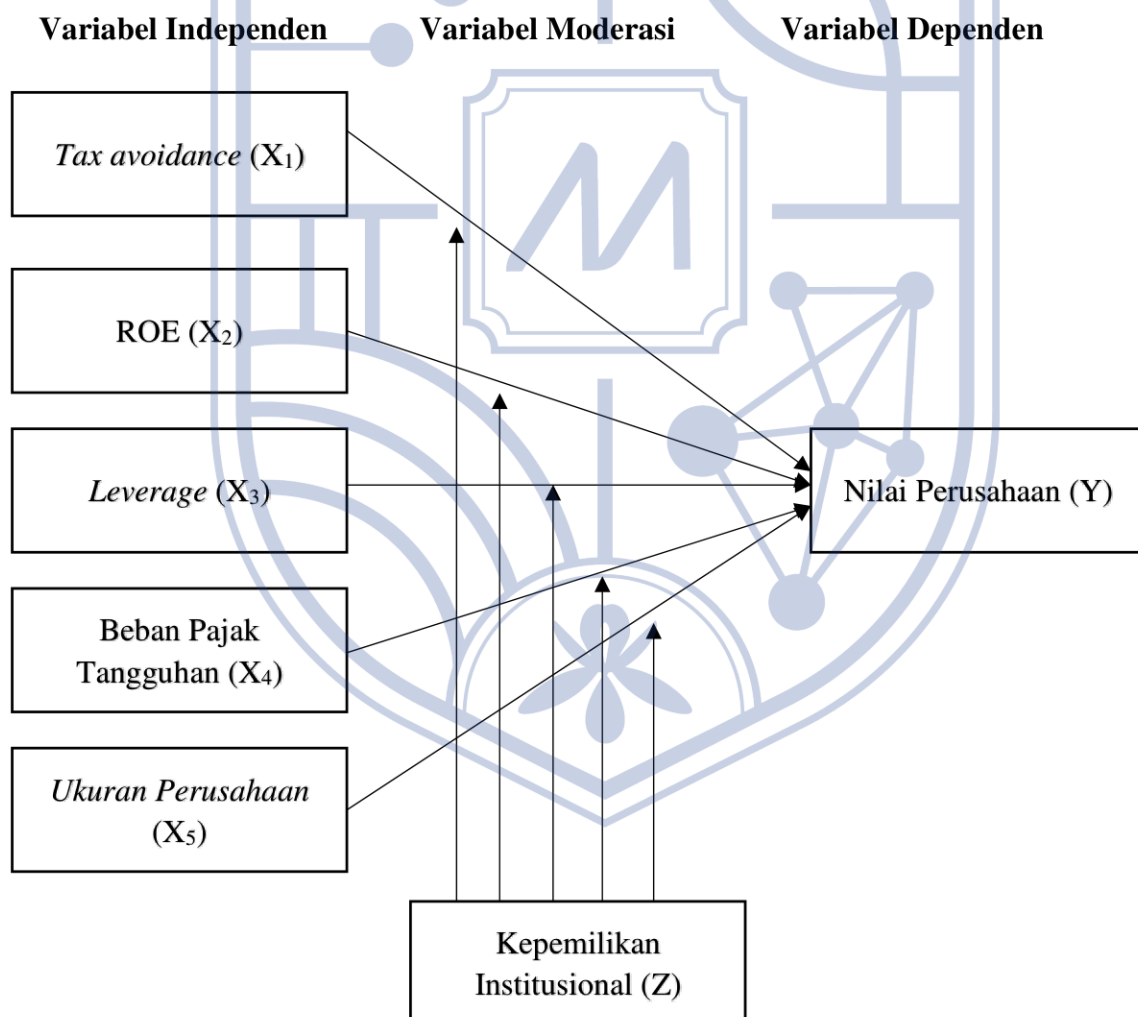 Variabel Independen Variabel Moderasi Variabel Dependen
Tax avoidance (X₁)
ROE (X₂)
Leverage (X₃)
Nilai Perusahaan (Y)
Beban Pajak
Tangguhan (X₄)
Ukuran Perusahaan
(X₅)
Kepemilikan
Institusional (Z)